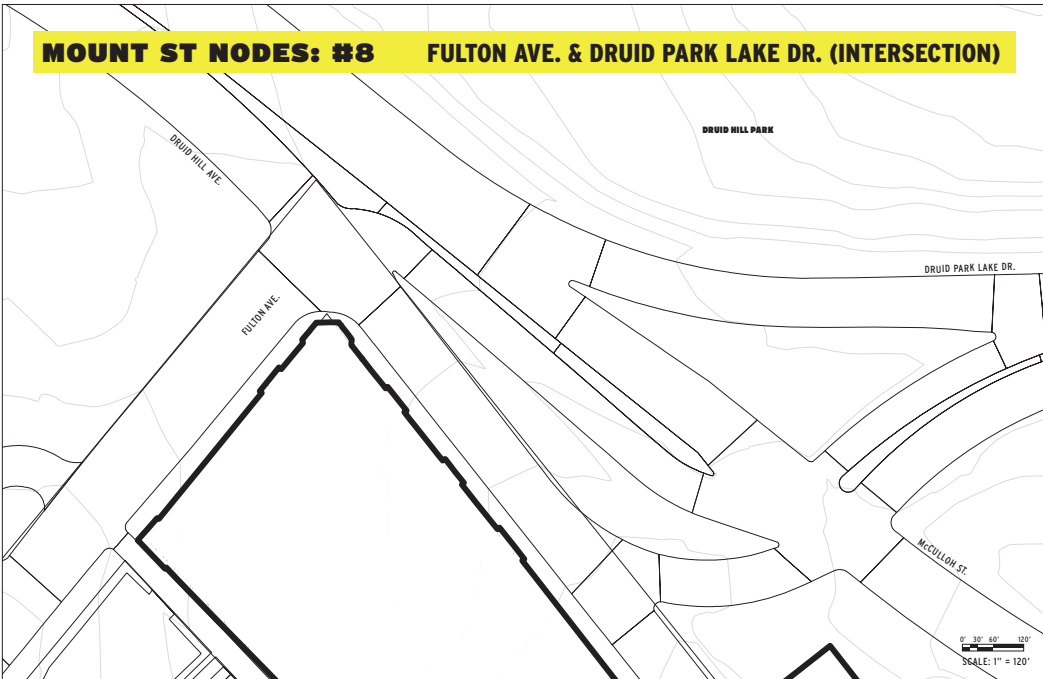 MOUNT ST NODES: #8 FULTON AVE. & DRUID PARK LAKE DR. (INTERSECTION)
DRUID HILL PARK
DRUID HILL AVE.
DRUID PARK LAKE DR.
FULTON AVE.
McCULLOH ST.
0' 30' 60' 120'
SCALE: 1" = 120'